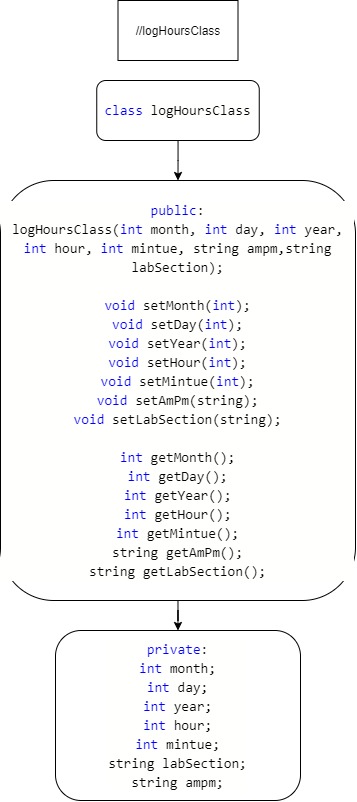 //logHoursClass
class logHoursClass
public:
logHoursClass(int month, int day, int year,
int hour, int mintue, string ampm,string
labSection);
void setMonth(int);
void setDay(int);
void setYear(int);
void setHour(int);
void setMintue(int);
void setAmPm(string);
void setLabSection(string);
int getMonth();
int getDay();
int getYear();
int getHour();
int getMintue();
string getAmPm();
string getLabSection();
private:
int month;
int day;
int year;
int hour;
int mintue;
string labSection;
string ampm;